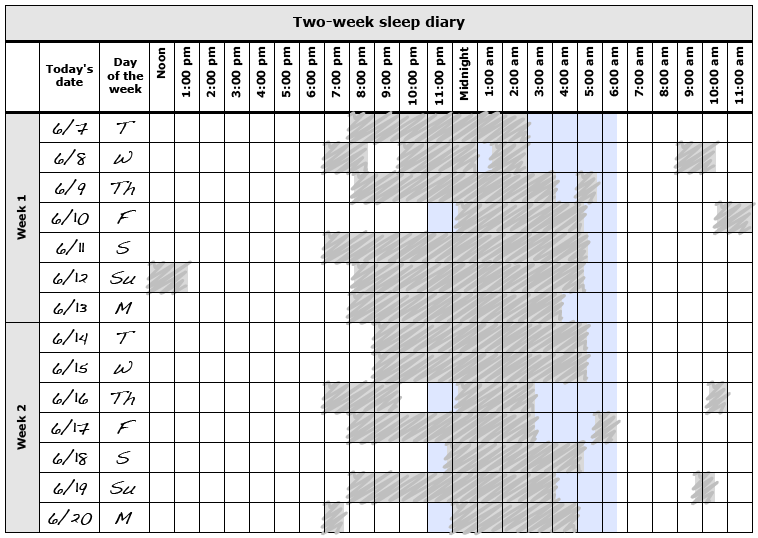 Two-week sleep diary
Today's date Day of the week Noon 1:00 pm 2:00 pm 3:00 pm 4:00 pm 5:00 pm 6:00 pm 7:00 pm 8:00 pm 9:00 pm 10:00 pm 11:00 pm Midnight 1:00 am 2:00 am 3:00 am 4:00 am 5:00 am 6:00 am 7:00 am 8:00 am 9:00 am 10:00 am 11:00 am
Week 1
6/7 T
6/8 W
6/9 Th
6/10 F
6/11 S
6/12 Su
6/13 M
Week 2
6/14 T
6/15 W
6/16 Th
6/17 F
6/18 S
6/19 Su
6/20 M